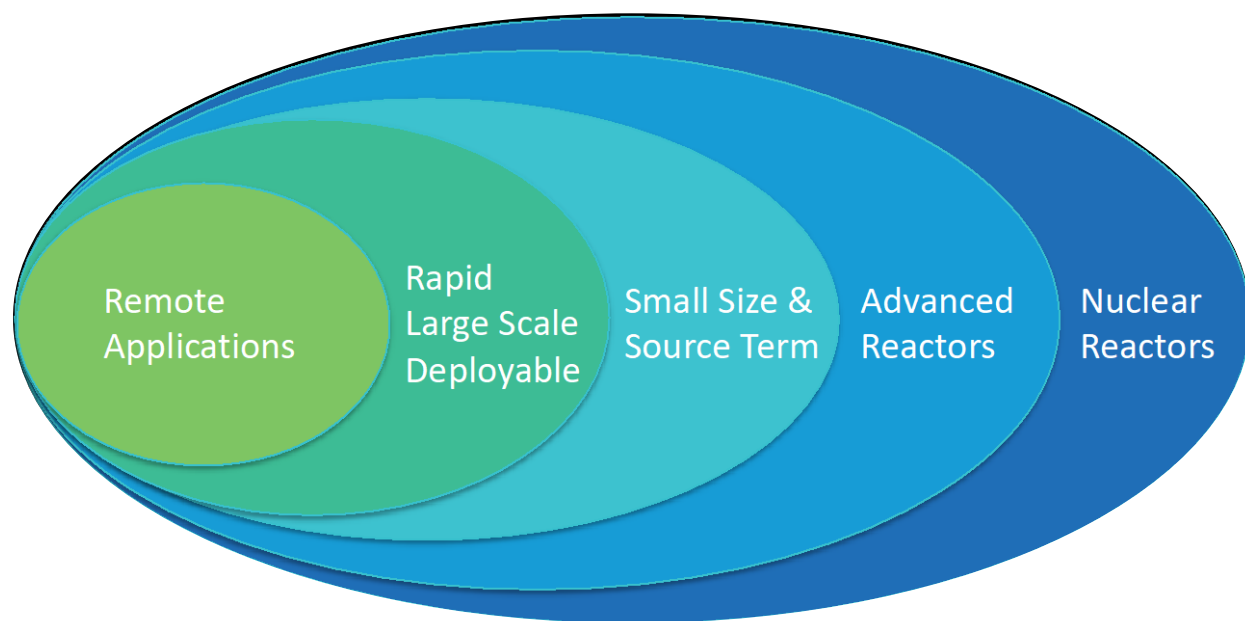 Remote
Applications
Rapid
Large Scale
Deployable
Small Size &
Source Term
Advanced
Reactors
Nuclear
Reactors